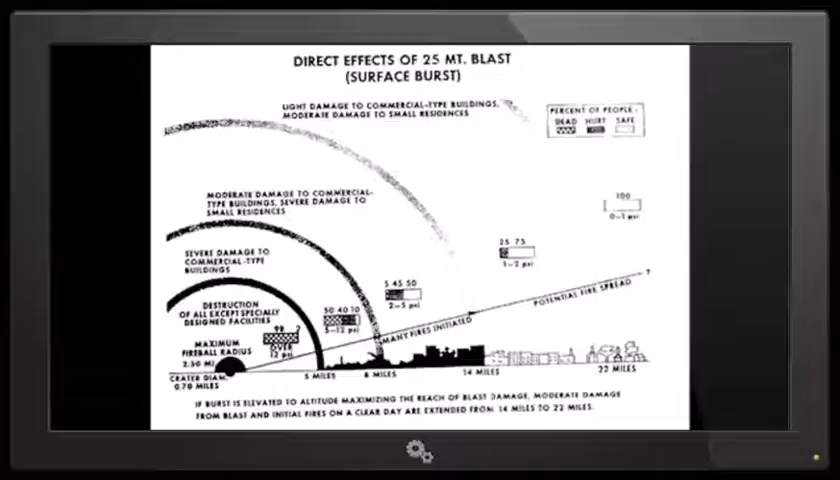 DIRECT EFFECTS OF 25 MT. BLAST
(SURFACE BURST)
LIGHT DAMAGE TO COMMERCIAL-TYPE BUILDINGS,
MODERATE DAMAGE TO SMALL RESIDENCES
PERCENT OF PEOPLE:
DEAD HURT SAFE
MODERATE DAMAGE TO COMMERCIAL-
TYPE BUILDINGS, SEVERE DAMAGE TO
SMALL RESIDENCES
100
0-1 psi
25 75
1-2 psi
SEVERE DAMAGE TO
COMMERCIAL-TYPE
BUILDINGS
5 45 50
2-5 psi
DESTRUCTION
OF ALL EXCEPT SPECIALLY
DESIGNED FACILITIES
50 40 10
5-12 psi
98 ?
OVER
12 psi
?
POTENTIAL FIRE SPREAD
MANY FIRES INITIATED
MAXIMUM
FIREBALL RADIUS
2.50 MI.
CRATER DIAM.
0.70 MILES
5 MILES
8 MILES
14 MILES
22 MILES
IF BURST IS ELEVATED TO ALTITUDE MAXIMIZING THE REACH OF BLAST DAMAGE, MODERATE DAMAGE
FROM BLAST AND INITIAL FIRES ON A CLEAR DAY ARE EXTENDED FROM 14 MILES TO 22 MILES.